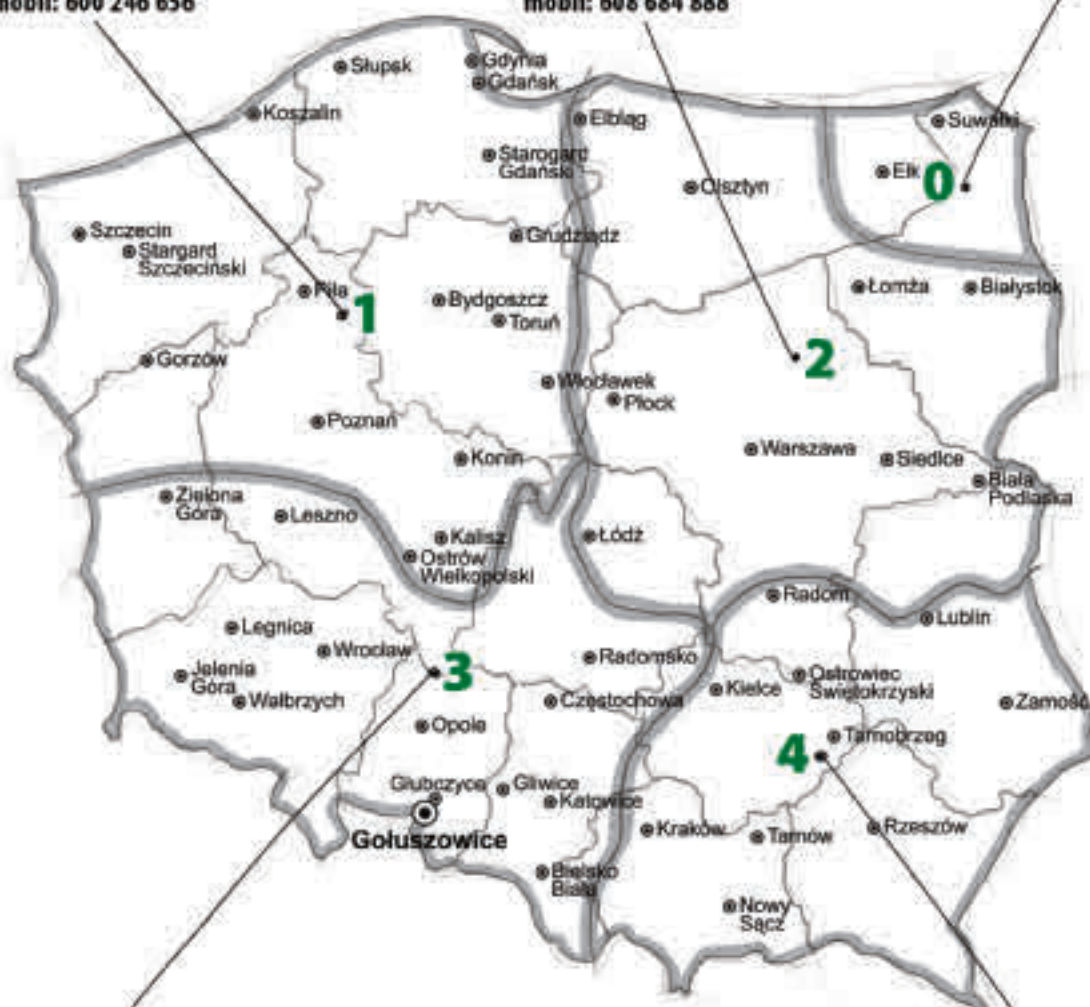 mobil: 600 246 656
mobil: 608 684 888
Słupsk
Gdynia
Gdańsk
Koszalin
Elbląg
Suwałki
Starogard
Gdański
Ełk
0
Olsztyn
Szczecin
Stargard
Szczeciński
Grudziądz
Piła
1
Bydgoszcz
Toruń
Łomża
Białystok
Gorzów
2
Włocławek
Płock
Poznań
Konin
Warszawa
Siedlce
Biała
Podlaska
Zielona
Góra
Leszno
Kalisz
Ostrów
Wielkopolski
Łódź
Radom
Lublin
Legnica
Wrocław
Jelenia
Góra
Wałbrzych
3
Radomsko
Częstochowa
Kielce
Ostrowiec
Świętokrzyski
Zamość
Opole
Tarnobrzeg
4
Głubczyce
Gliwice
Katowice
Gołuszowice
Kraków
Tarnów
Rzeszów
Bielsko
Biała
Nowy
Sącz